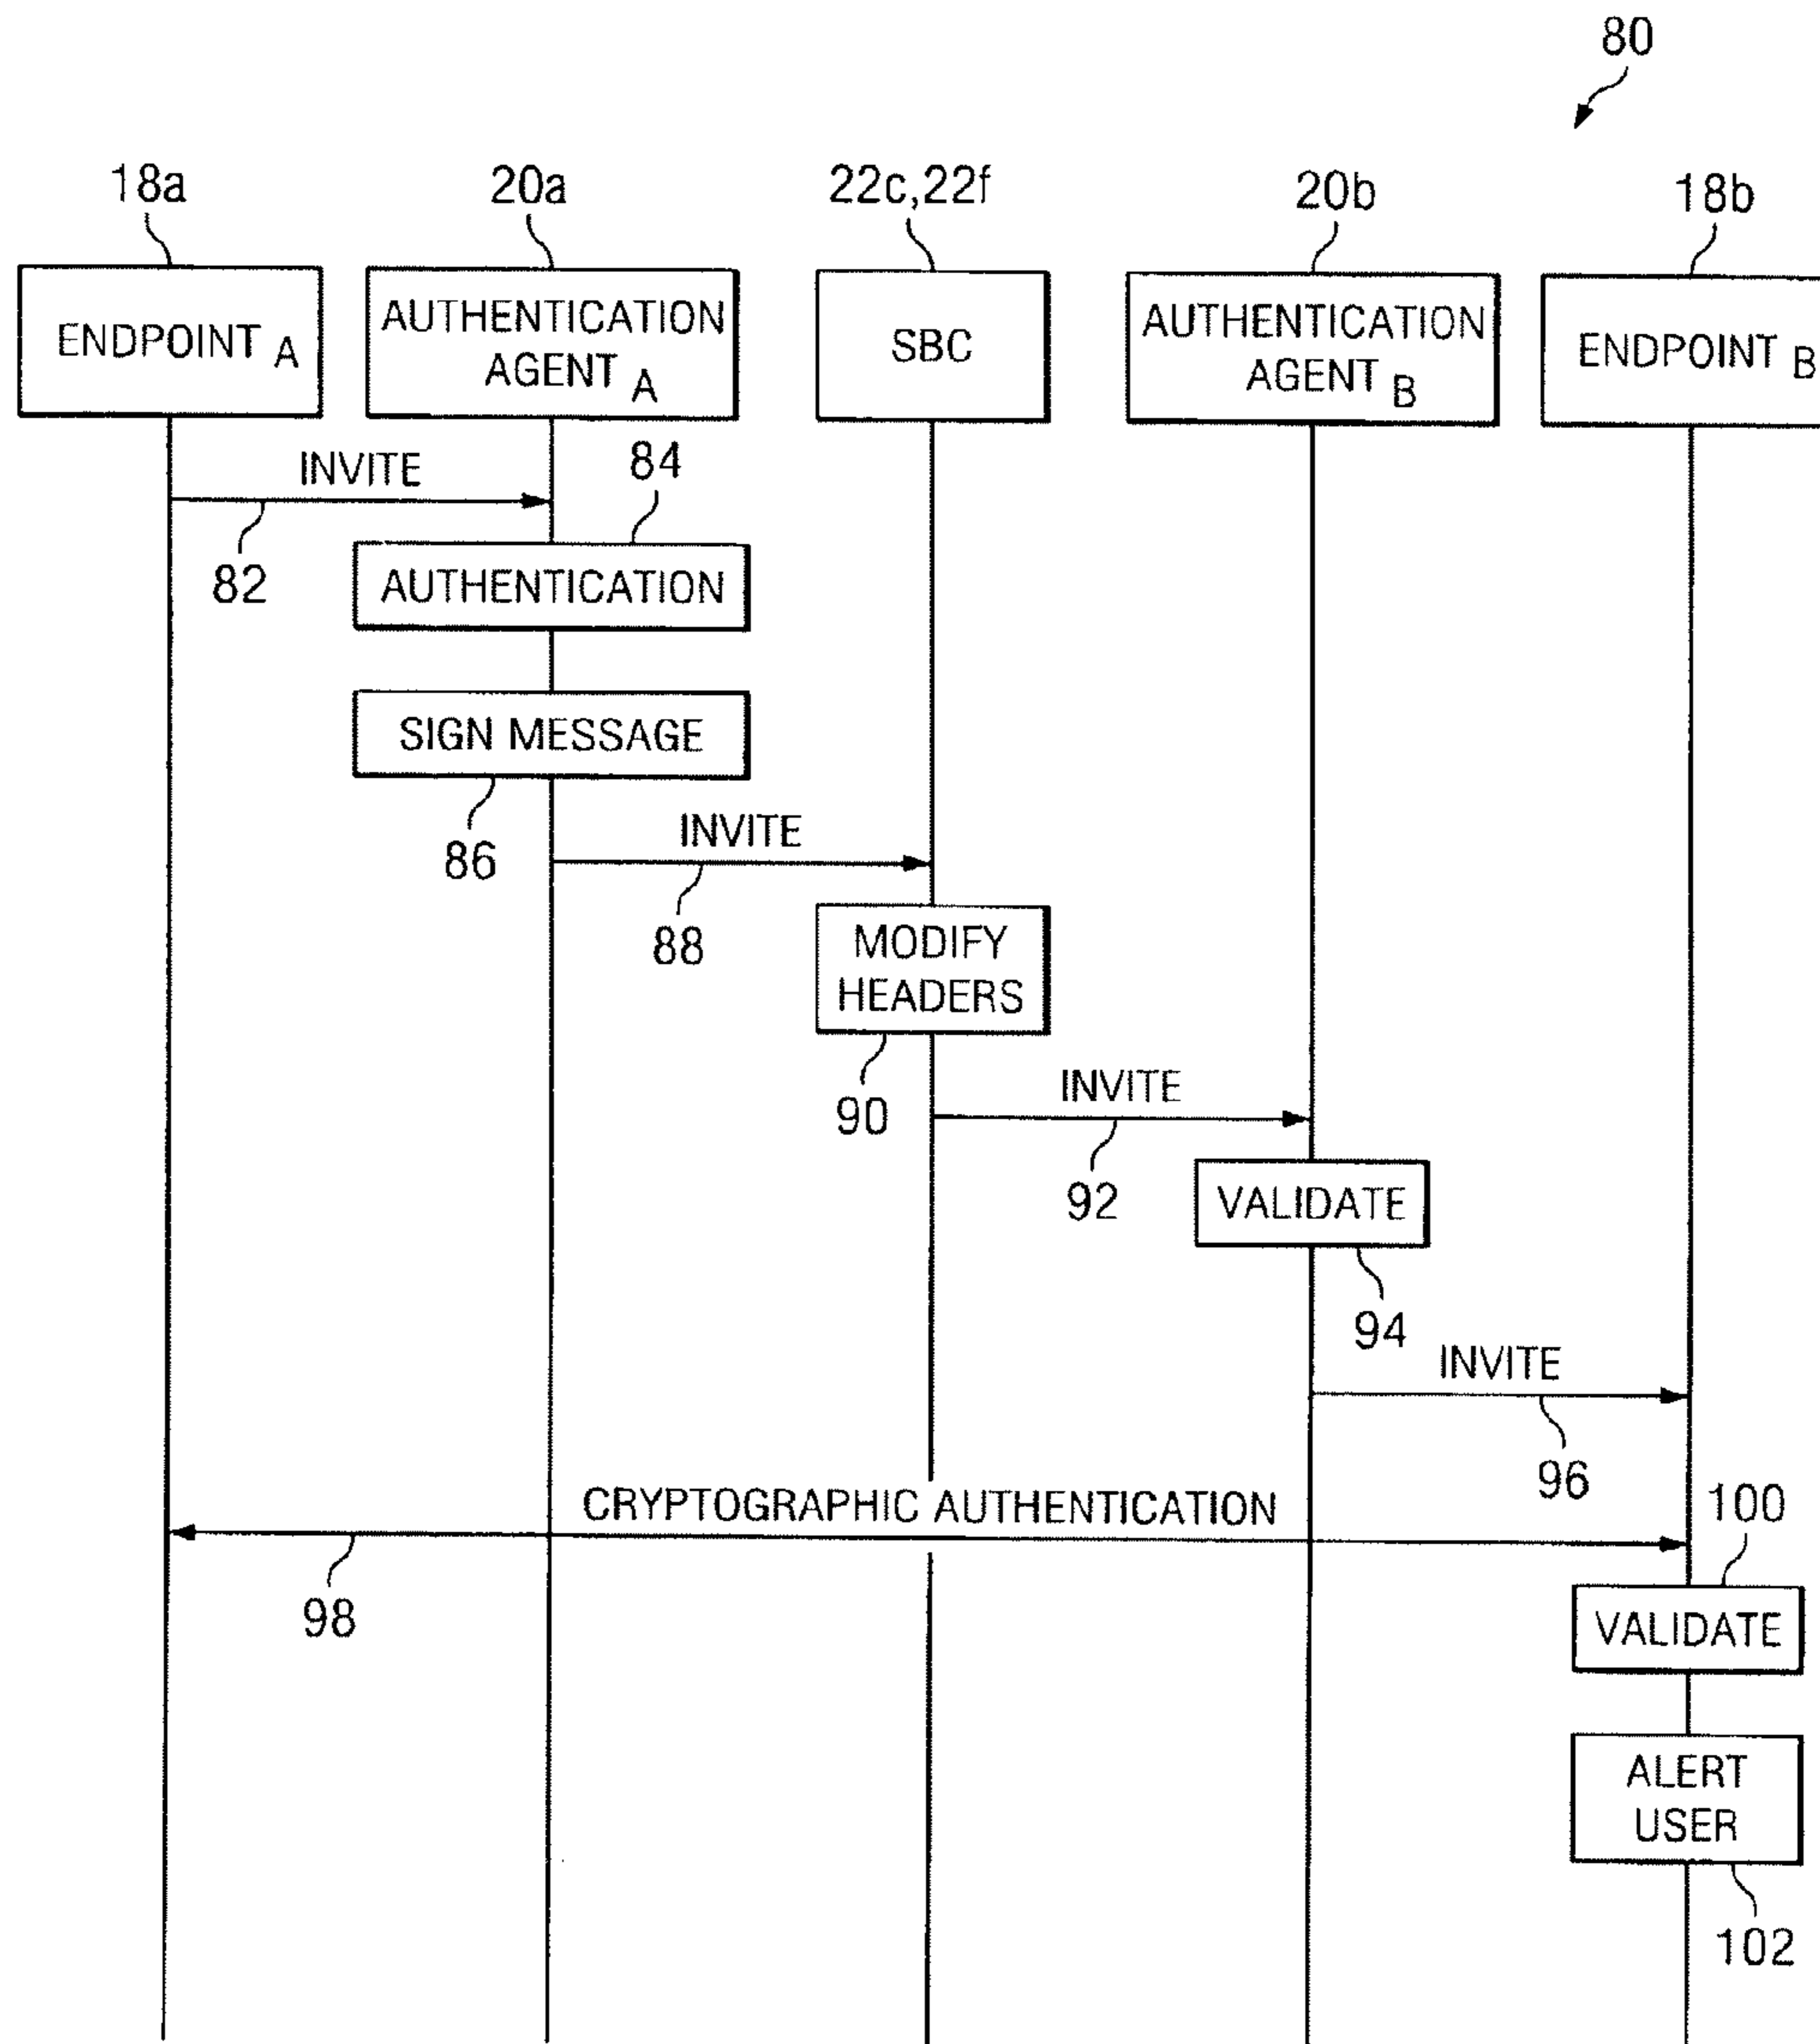 80
18a
20a
22c,22f
20b
18b
ENDPOINT A
AUTHENTICATION
AGENT A
SBC
AUTHENTICATION
AGENT B
ENDPOINT B
INVITE
82
84
AUTHENTICATION
SIGN MESSAGE
86
INVITE
88
MODIFY
HEADERS
90
INVITE
92
VALIDATE
94
INVITE
96
CRYPTOGRAPHIC AUTHENTICATION
98
100
VALIDATE
ALERT
USER
102